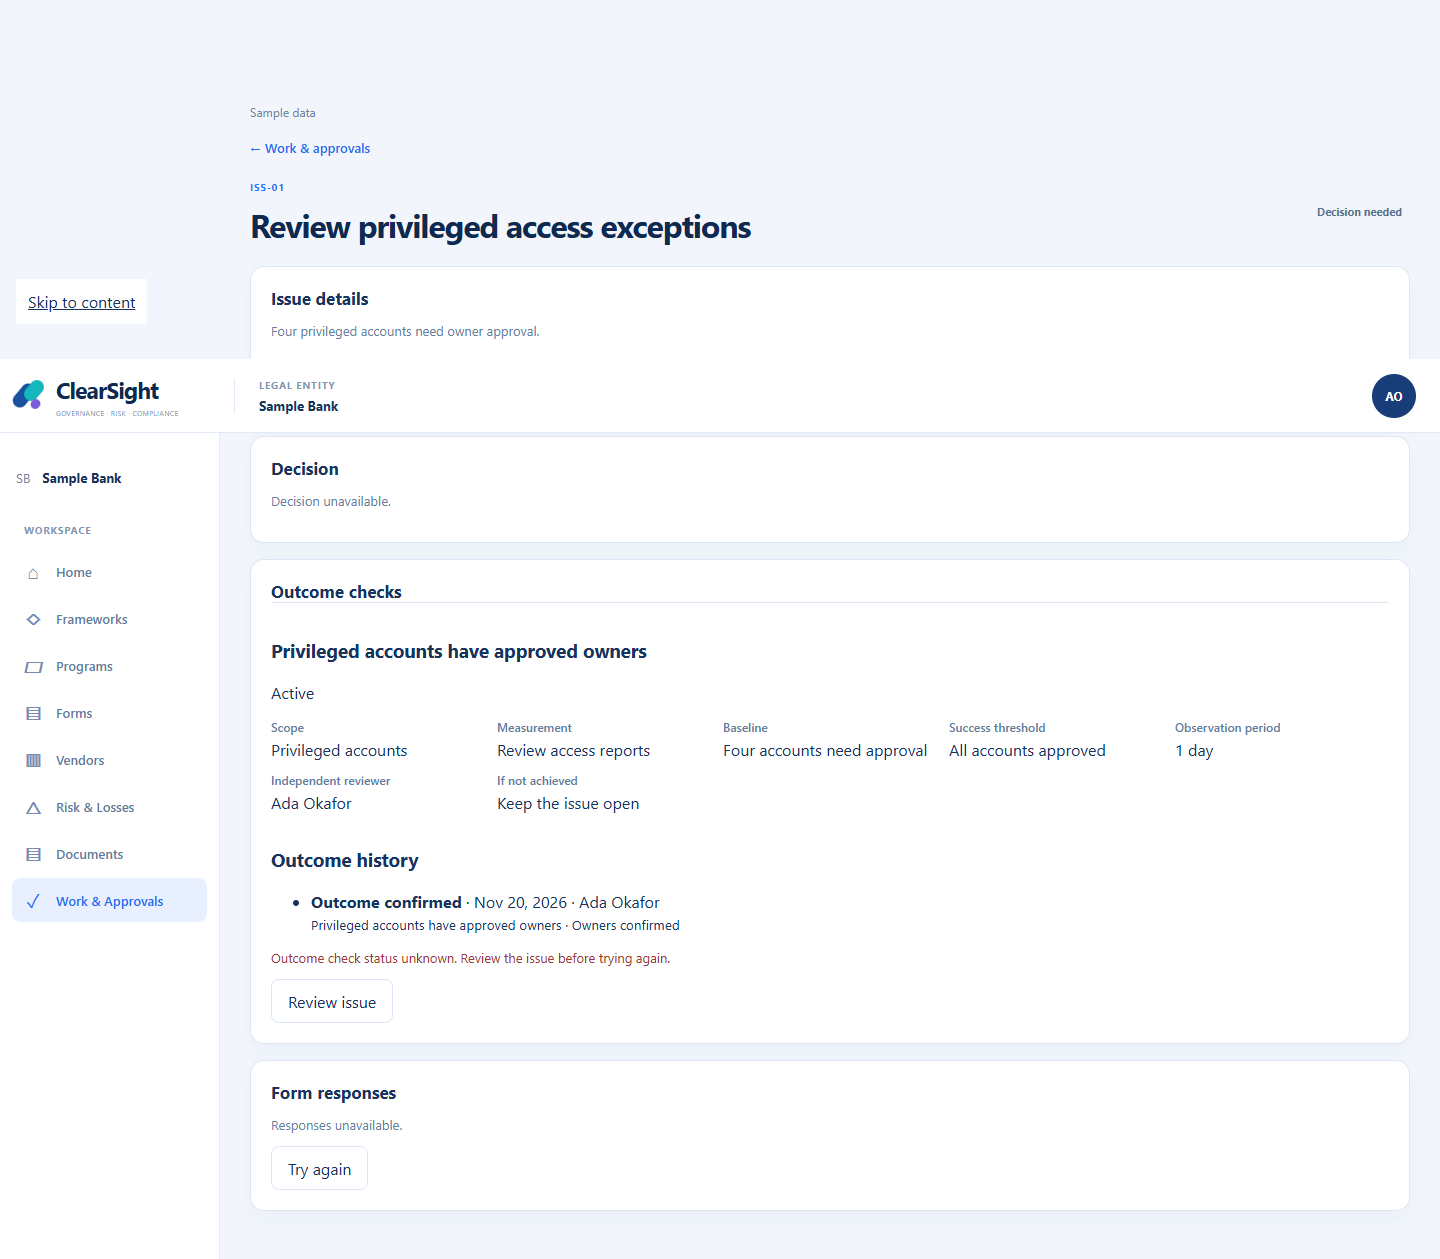 Sample data
← Work & approvals
ISS-01
Review privileged access exceptions
Decision needed
Skip to content
Issue details
Four privileged accounts need owner approval.
ClearSight
GOVERNANCE · RISK · COMPLIANCE
LEGAL ENTITY
Sample Bank
AO
SB Sample Bank
WORKSPACE
Home
Frameworks
Programs
Forms
Vendors
Risk & Losses
Documents
Work & Approvals
Decision
Decision unavailable.
Outcome checks
Privileged accounts have approved owners
Active
Scope
Privileged accounts
Measurement
Review access reports
Baseline
Four accounts need approval
Success threshold
All accounts approved
Observation period
1 day
Independent reviewer
Ada Okafor
If not achieved
Keep the issue open
Outcome history
• Outcome confirmed · Nov 20, 2026 · Ada Okafor
Privileged accounts have approved owners · Owners confirmed
Outcome check status unknown. Review the issue before trying again.
Review issue
Form responses
Responses unavailable.
Try again